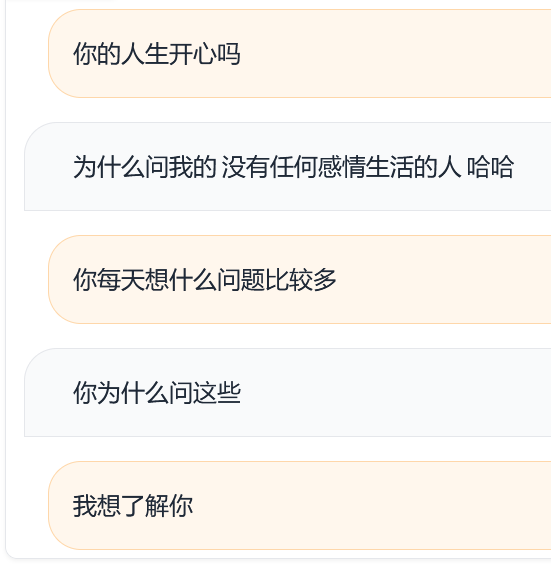 你的人生开心吗
为什么问我的 没有任何感情生活的人 哈哈
你每天想什么问题比较多
你为什么问这些
我想了解你